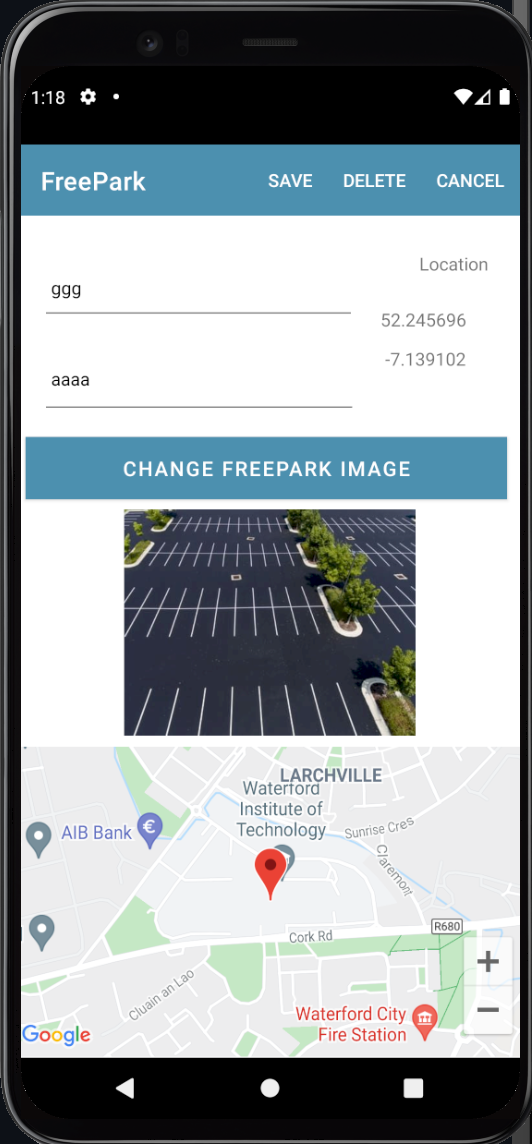 1:18
FreePark SAVE DELETE CANCEL
Location
ggg
52.245696
-7.139102
aaaa
CHANGE FREEPARK IMAGE
LARCHVILLE
Waterford
Institute of
Technology
AIB Bank
€
Sunrise Cres
Claremont
R680
Cork Rd
+
Cluain an Lao
−
Waterford City
Fire Station
Google